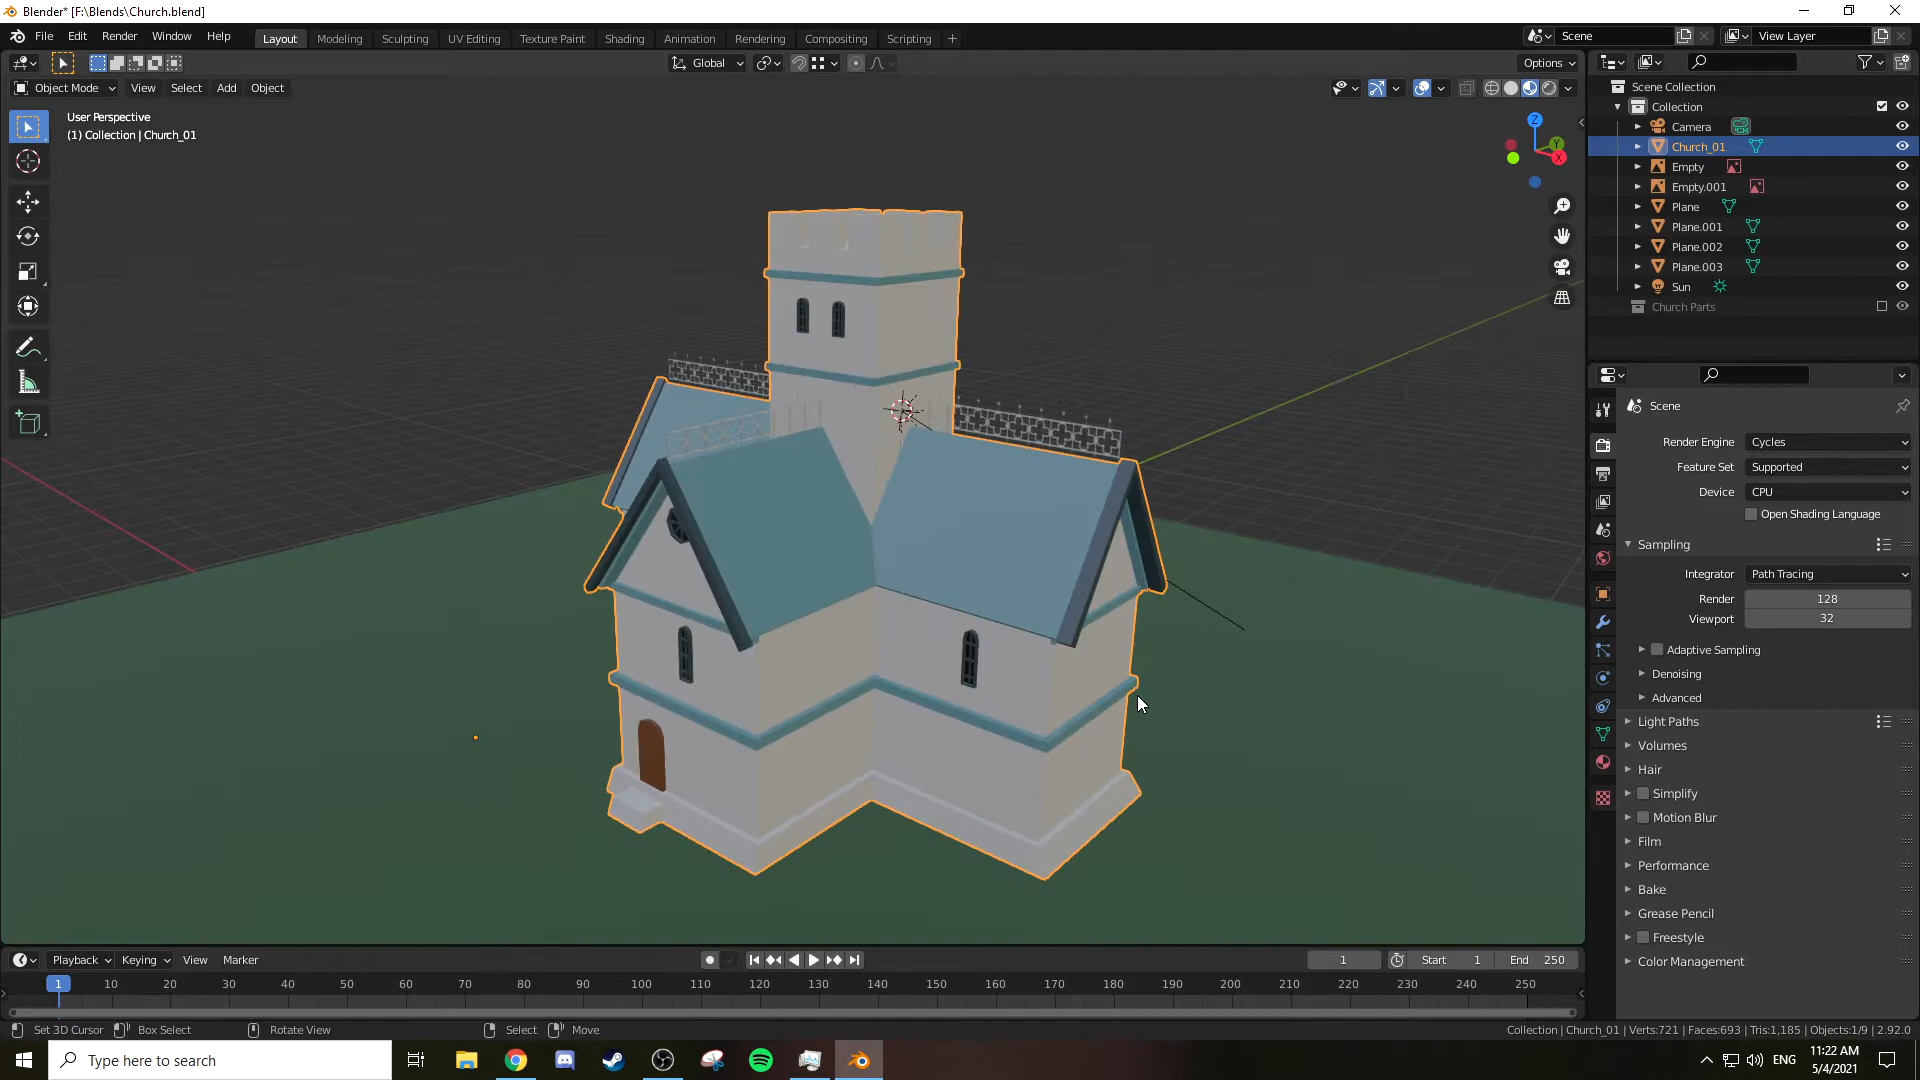 Blender* [F:\Blends\Church.blend]
File Edit Render Window Help
Layout Modeling Sculpting UV Editing Texture Paint Shading Animation Rendering Compositing Scripting +
Scene
View Layer
Global
Options
Object Mode View Select Add Object
User Perspective
(1) Collection | Church_01
Z
Y
X
Scene Collection
Collection
Camera
Church_01
Empty
Empty.001
Plane
Plane.001
Plane.002
Plane.003
Sun
Church Parts
Scene
Render Engine Cycles
Feature Set Supported
Device CPU
Open Shading Language
Sampling
Integrator Path Tracing
Render 128
Viewport 32
Adaptive Sampling
Denoising
Advanced
Light Paths
Volumes
Hair
Simplify
Motion Blur
Film
Performance
Bake
Grease Pencil
Freestyle
Color Management
Playback Keying View Marker
1 Start 1 End 250
1 10 20 30 40 50 60 70 80 90 100 110 120 130 140 150 160 170 180 190 200 210 220 230 240 250
Set 3D Cursor Box Select Rotate View Select Move
Collection | Church_01 | Verts:721 | Faces:693 | Tris:1,185 | Objects:1/9 | 2.92.0
Type here to search
ENG
11:22 AM
5/4/2021